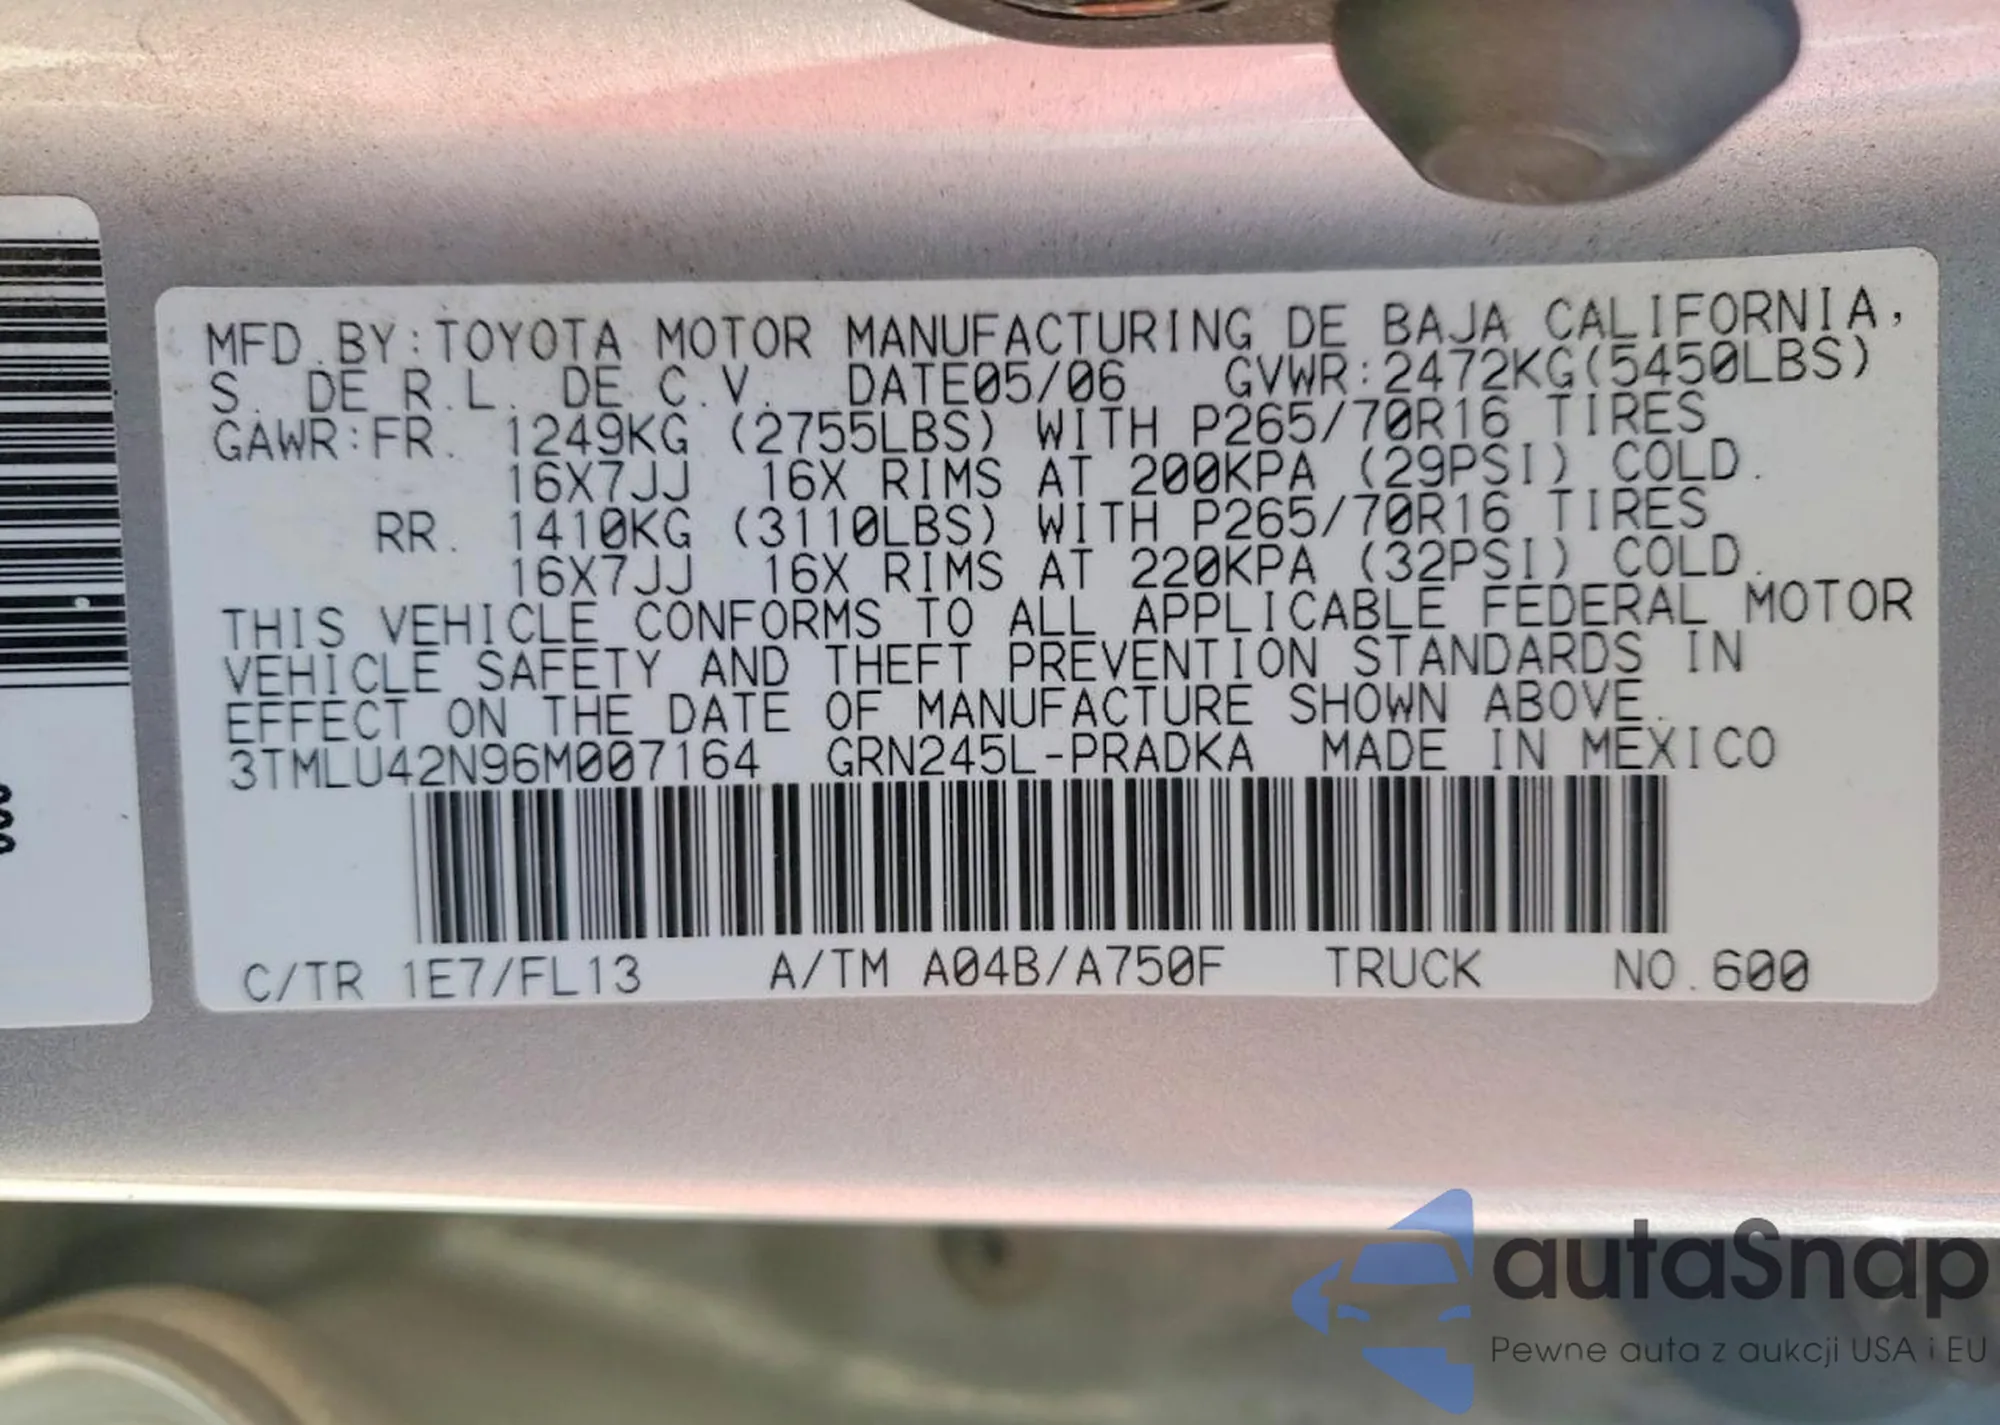 MFD.BY:TOYOTA MOTOR MANUFACTURING DE BAJA CALIFORNIA,
S. DE R.L. DE C.V. DATE05/06 GVWR:2472KG(5450LBS)
GAWR:FR. 1249KG (2755LBS) WITH P265/70R16 TIRES
16X7JJ 16X RIMS AT 200KPA (29PSI) COLD.
RR. 1410KG (3110LBS) WITH P265/70R16 TIRES
16X7JJ 16X RIMS AT 220KPA (32PSI) COLD.
THIS VEHICLE CONFORMS TO ALL APPLICABLE FEDERAL MOTOR
VEHICLE SAFETY AND THEFT PREVENTION STANDARDS IN
EFFECT ON THE DATE OF MANUFACTURE SHOWN ABOVE.
3TMLU42N96M007164 GRN245L-PRADKA MADE IN MEXICO
C/TR 1E7/FL13 A/TM A04B/A750F TRUCK NO.600
autaSnap
Pewne auta z aukcji USA i EU